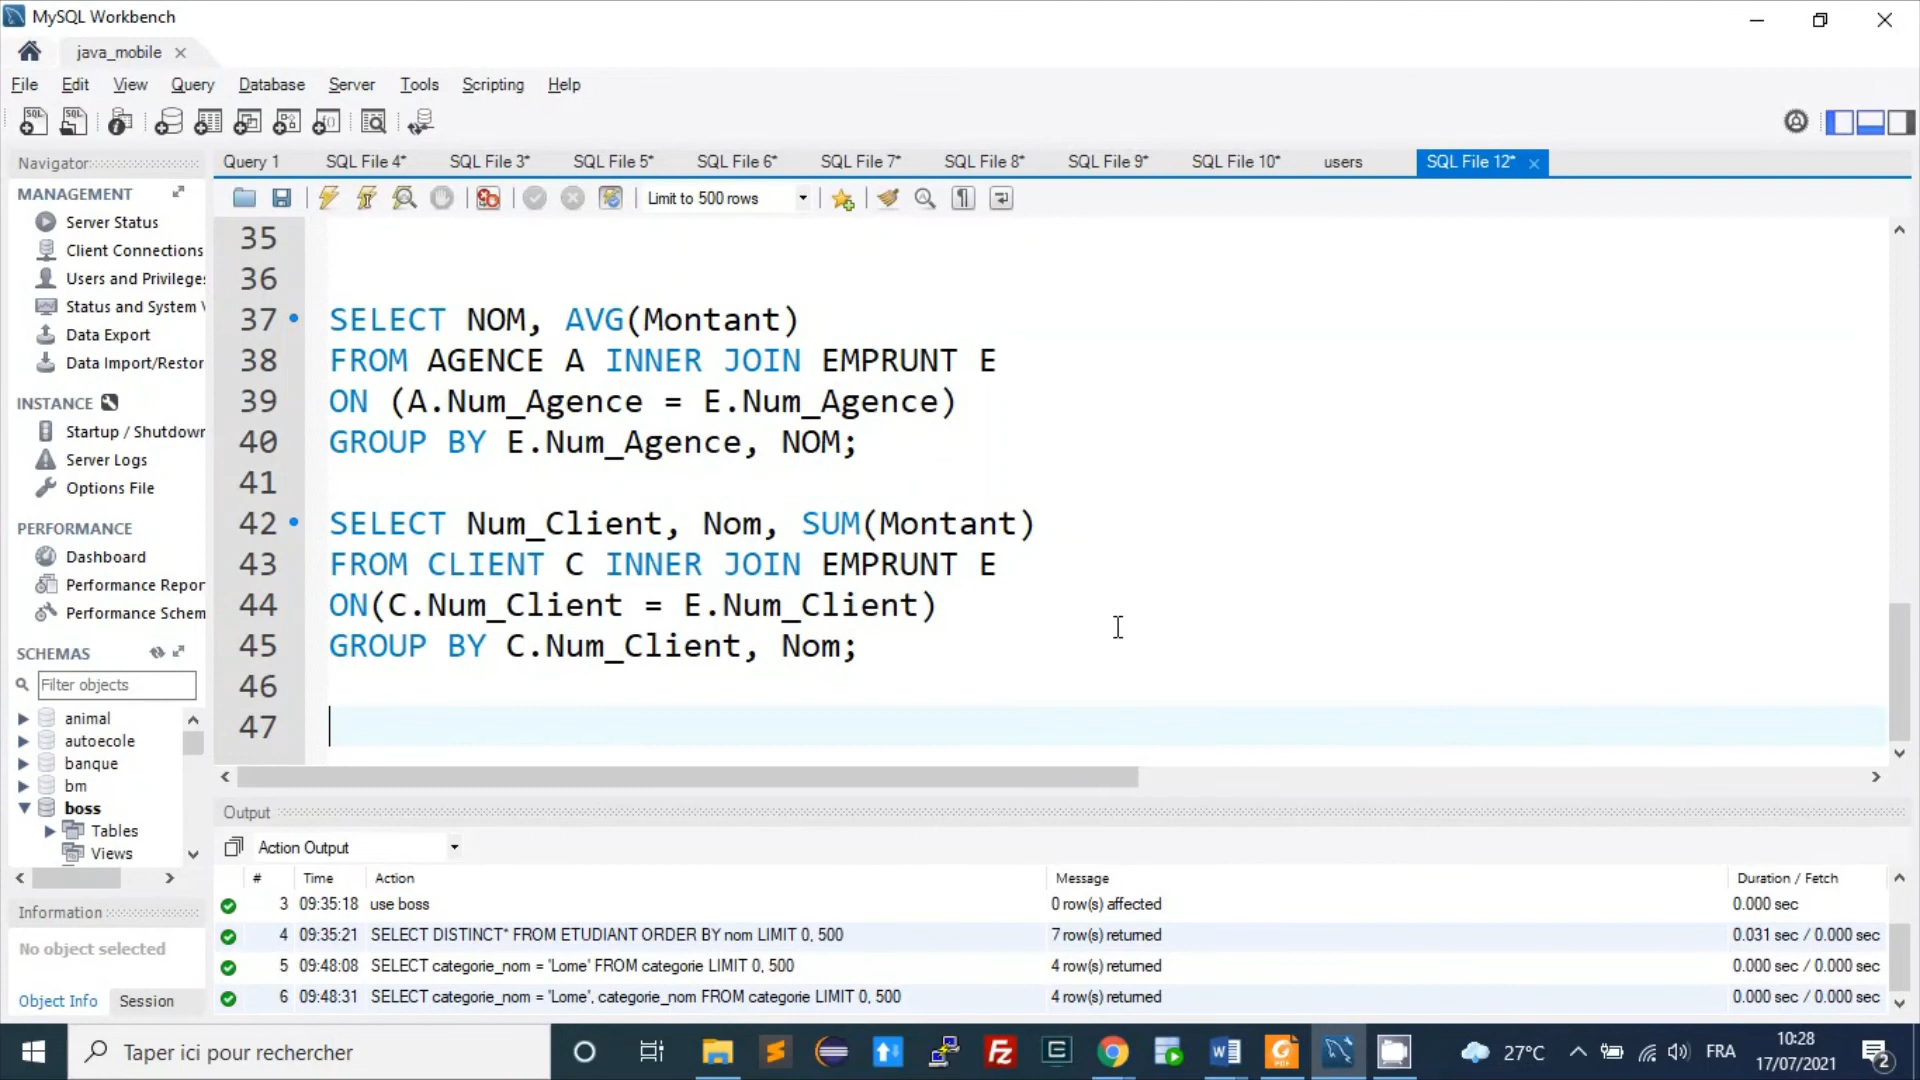 MySQL Workbench
java_mobile
File Edit View Query Database Server Tools Scripting Help
Navigator
Query 1 SQL File 4* SQL File 3* SQL File 5* SQL File 6* SQL File 7* SQL File 8* SQL File 9* SQL File 10* users SQL File 12*
MANAGEMENT
Server Status
Client Connections
Users and Privilege
Status and System
Data Export
Data Import/Restor
INSTANCE
Startup / Shutdown
Server Logs
Options File
PERFORMANCE
Dashboard
Performance Repor
Performance Schem
SCHEMAS
Filter objects
animal
autoecole
banque
bm
boss
Tables
Views
Information
No object selected
Object Info Session
Limit to 500 rows
35
36
37 SELECT NOM, AVG(Montant)
38 FROM AGENCE A INNER JOIN EMPRUNT E
39 ON (A.Num_Agence = E.Num_Agence)
40 GROUP BY E.Num_Agence, NOM;
41
42 SELECT Num_Client, Nom, SUM(Montant)
43 FROM CLIENT C INNER JOIN EMPRUNT E
44 ON(C.Num_Client = E.Num_Client)
45 GROUP BY C.Num_Client, Nom;
46
47
Output
Action Output
# Time Action Message Duration / Fetch
3 09:35:18 use boss 0 row(s) affected 0.000 sec
4 09:35:21 SELECT DISTINCT* FROM ETUDIANT ORDER BY nom LIMIT 0, 500 7 row(s) returned 0.031 sec / 0.000 sec
5 09:48:08 SELECT categorie_nom = 'Lome' FROM categorie LIMIT 0, 500 4 row(s) returned 0.000 sec / 0.000 sec
6 09:48:31 SELECT categorie_nom = 'Lome', categorie_nom FROM categorie LIMIT 0, 500 4 row(s) returned 0.000 sec / 0.000 sec
Taper ici pour rechercher
27°C FRA 10:28
17/07/2021
2